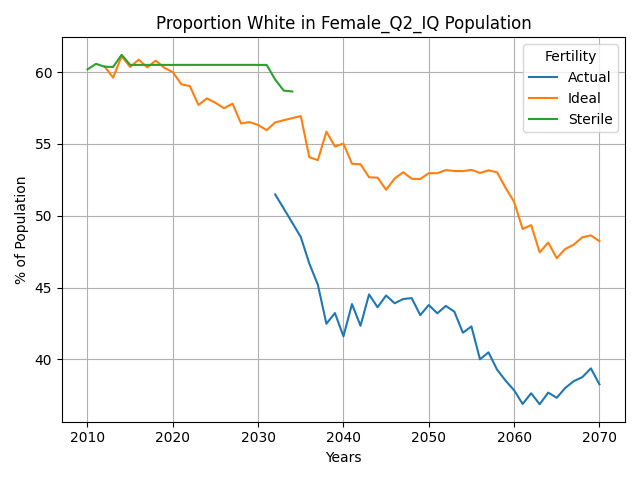 Proportion White in Female_Q2_IQ Population
Fertility
Actual
Ideal
Sterile
% of Population
60
55
50
45
40
2010
2020
2030
2040
2050
2060
2070
Years